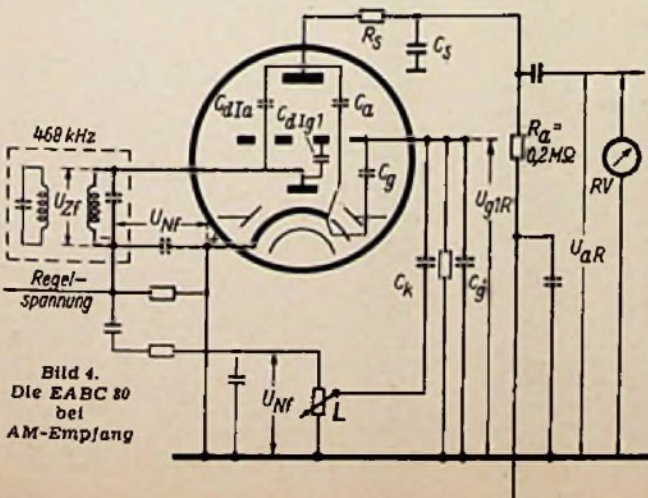 R_S
C_S
C_dIa
C_dIg1
C_a
468 kHz
U_Zf
U_Nf
C_g
U_g1R
R_a =
0,2MΩ
RV
U_aR
Regel-
spannung
C_k
C_g'
U_Nf
L
Bild 4.
Die EABC 80
bei
AM-Empfang